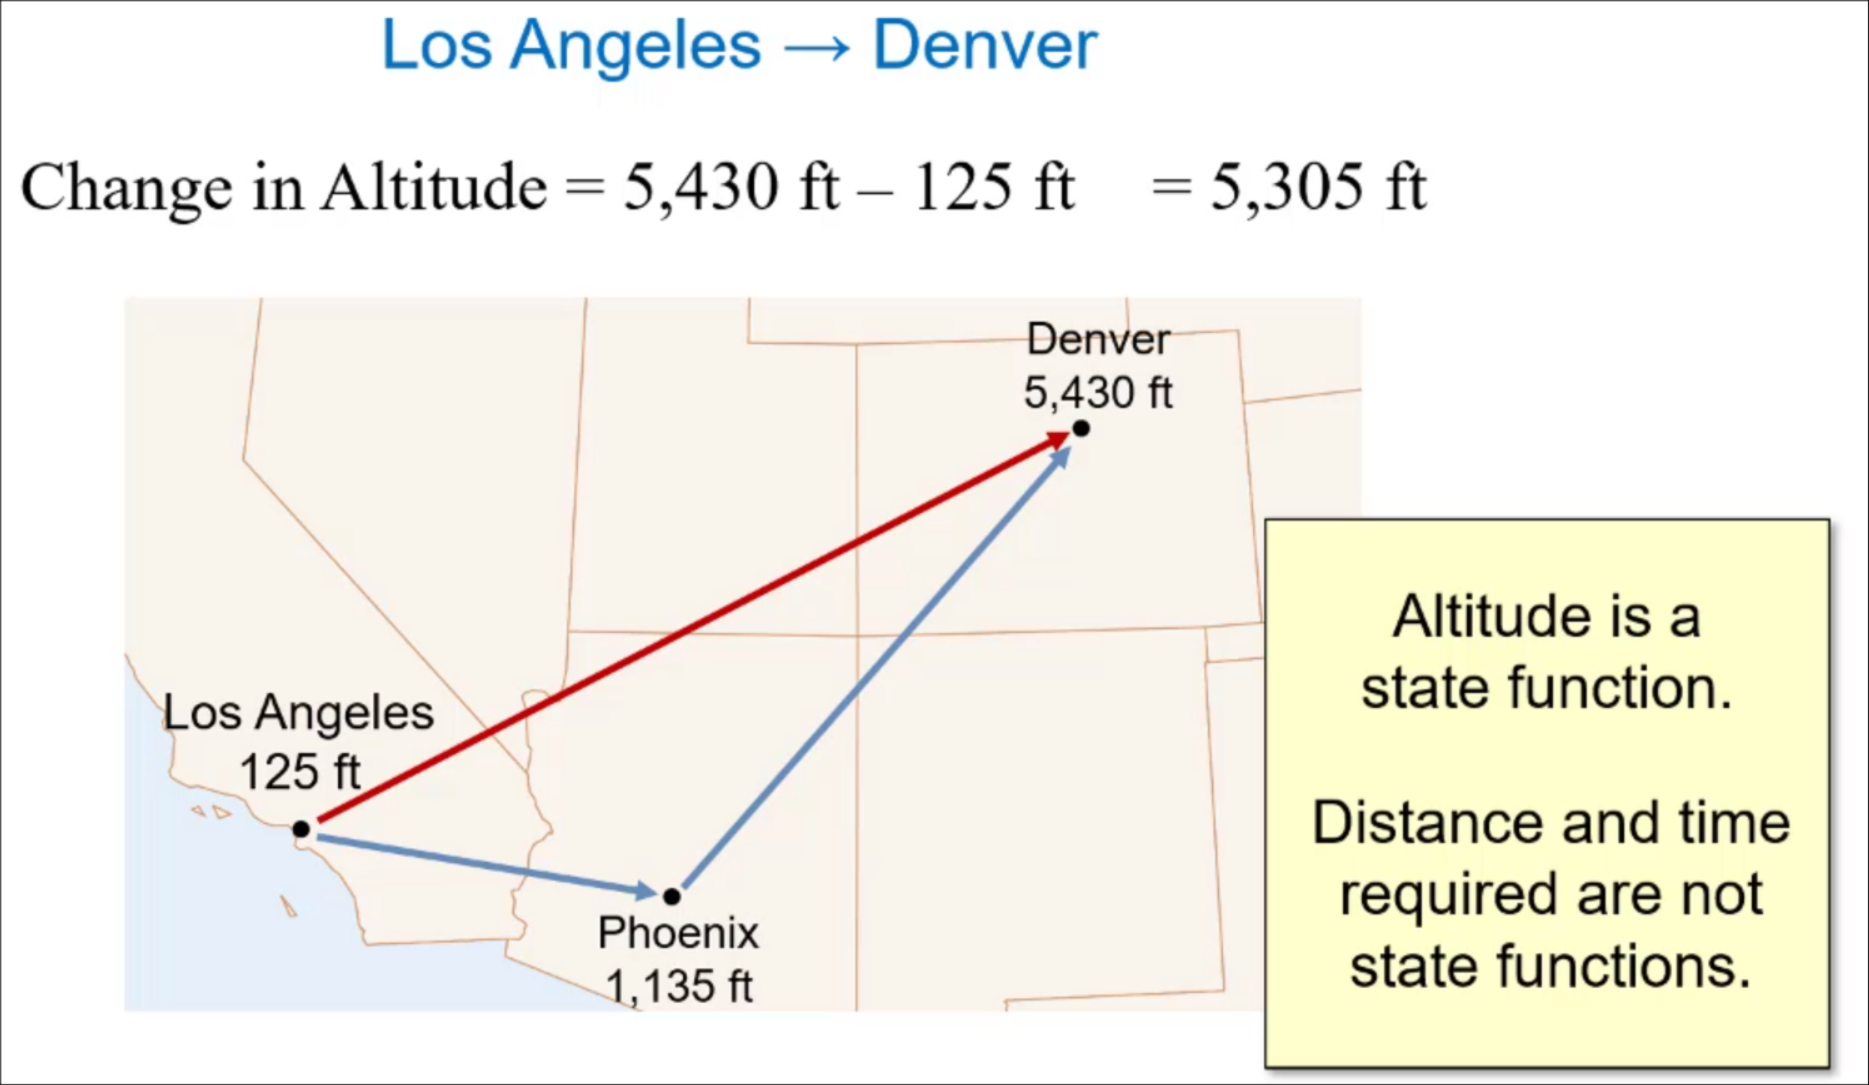 Los Angeles → Denver
Change in Altitude = 5,430 ft – 125 ft = 5,305 ft
Denver
5,430 ft
Los Angeles
125 ft
Phoenix
1,135 ft
Altitude is a
state function.
Distance and time
required are not
state functions.